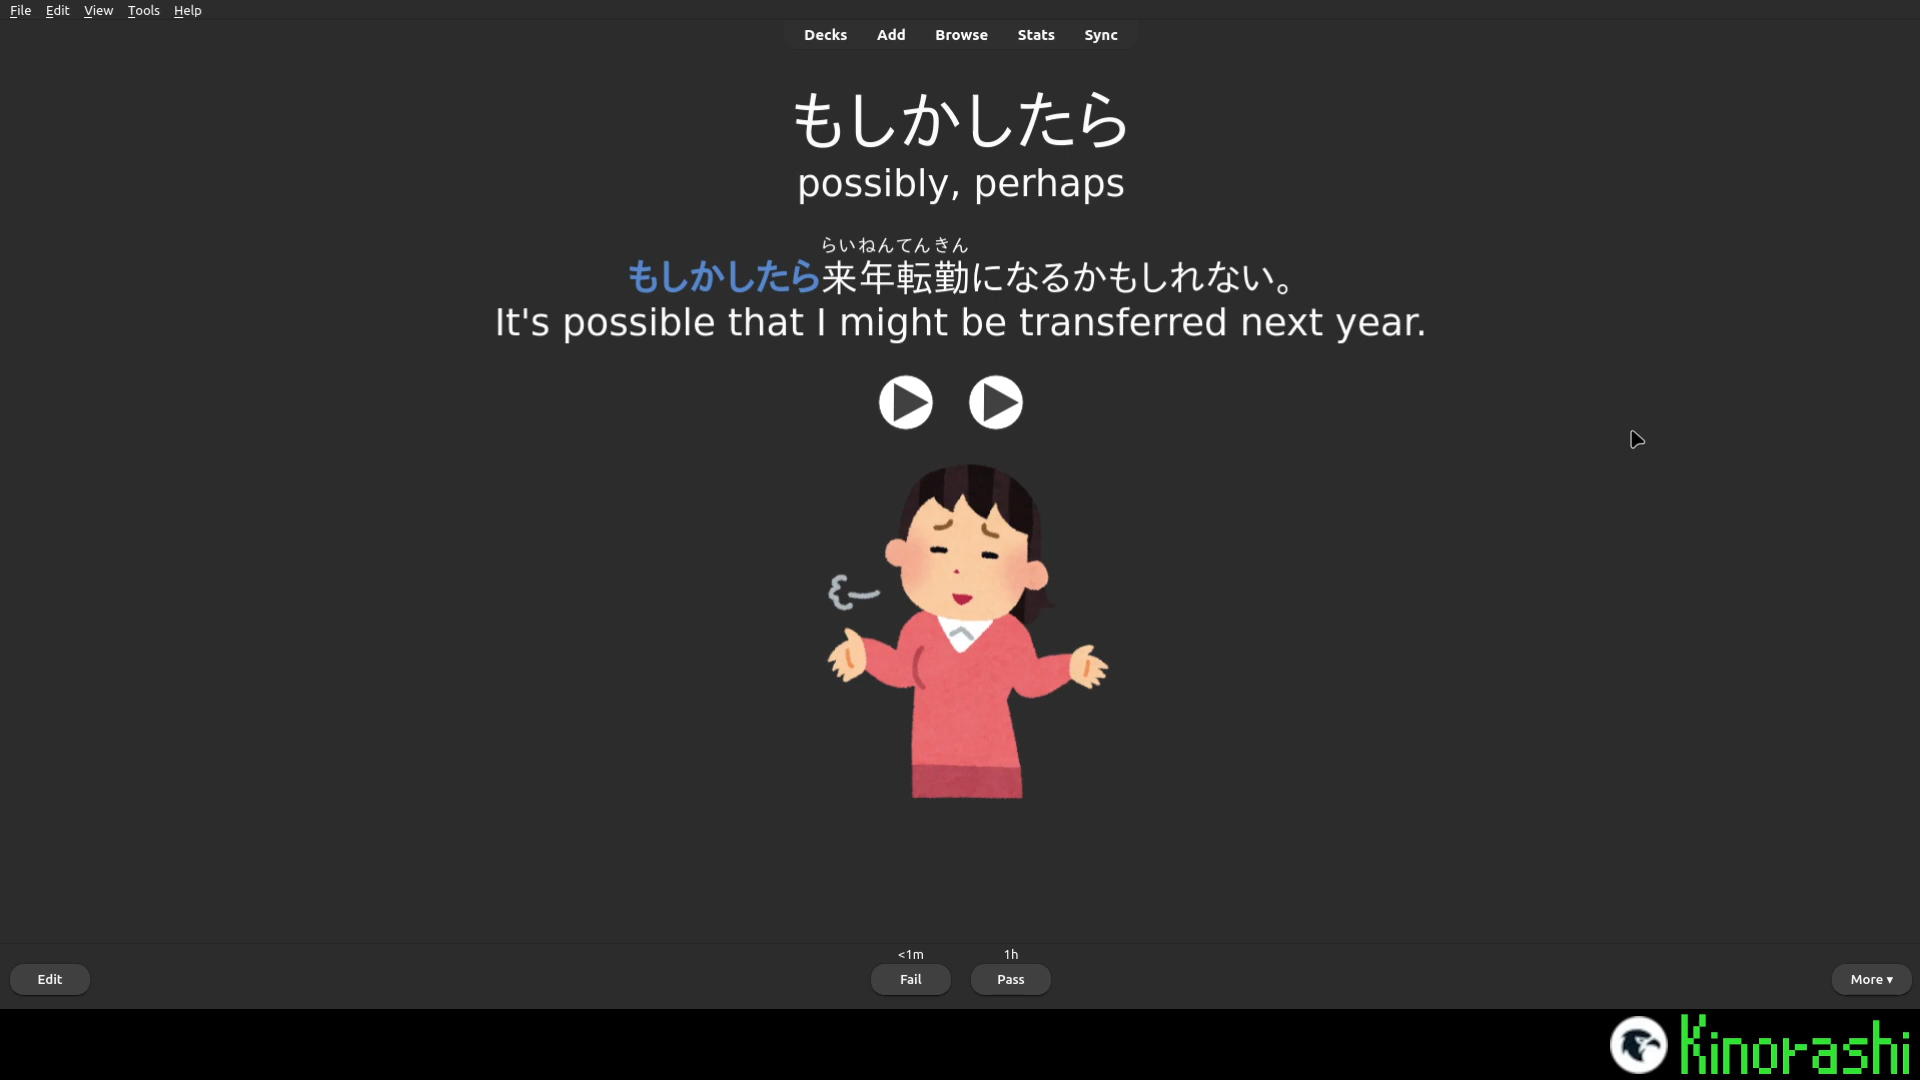 File Edit View Tools Help
Decks Add Browse Stats Sync
もしかしたら
possibly, perhaps
らいねんてんきん
もしかしたら来年転勤になるかもしれない。
It's possible that I might be transferred next year.
<1m 1h
Edit Fail Pass More ▾
Kinorashi